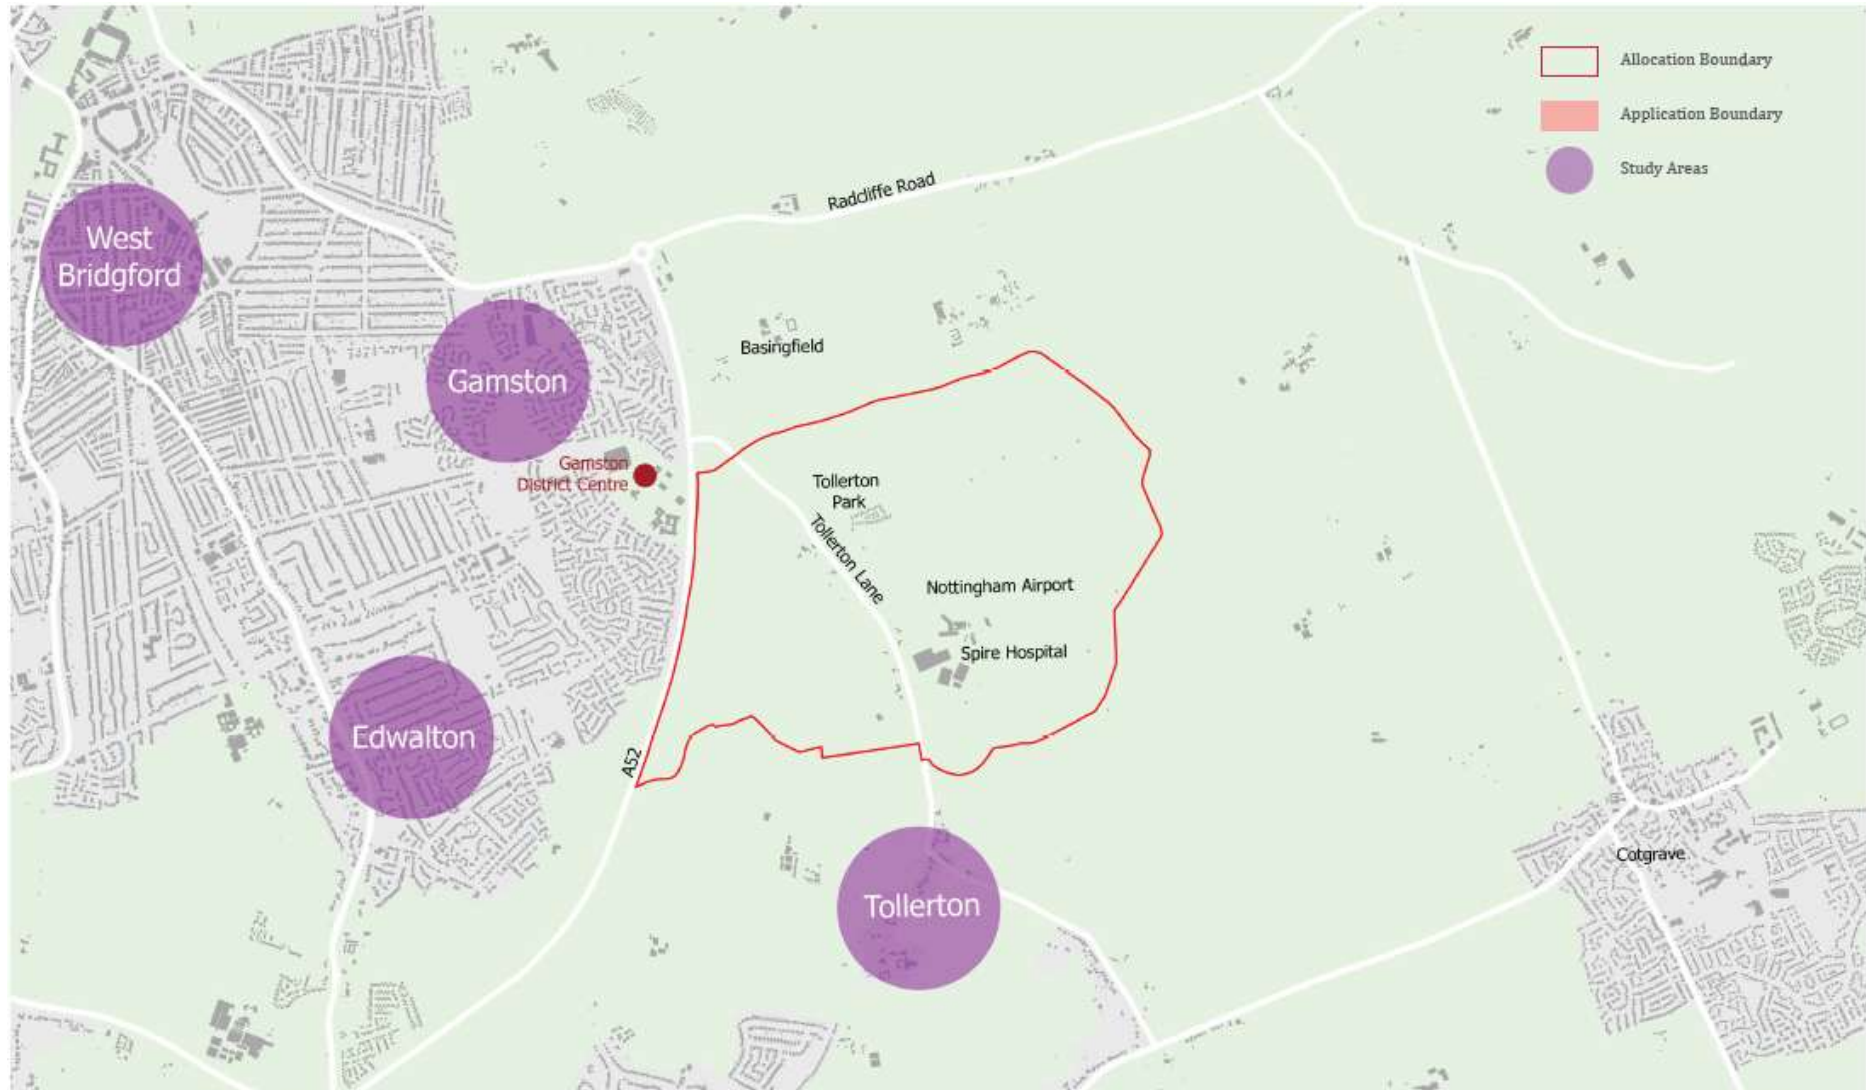 Allocation Boundary
Application Boundary
Study Areas
Radcliffe Road
West
Bridgford
Basingfield
Gamston
Gamston
District Centre
Tollerton
Park
Tollerton Lane
Nottingham Airport
Spire Hospital
Edwalton
A52
Cotgrave
Tollerton